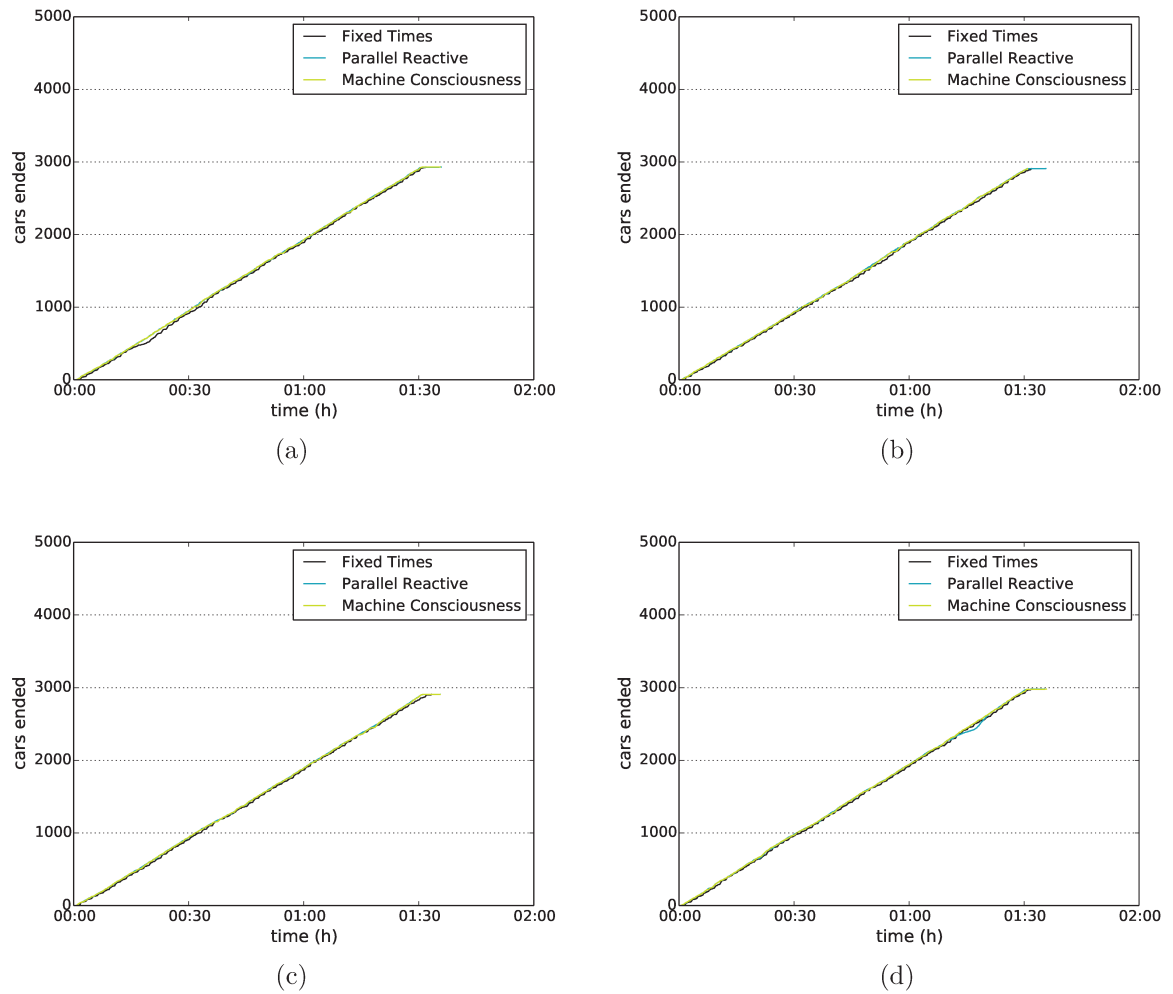 5000
4000
3000
2000
1000
0
cars ended
00:00 00:30 01:00 01:30 02:00
time (h)
Fixed Times
Parallel Reactive
Machine Consciousness
(a)
5000
4000
3000
2000
1000
0
cars ended
00:00 00:30 01:00 01:30 02:00
time (h)
Fixed Times
Parallel Reactive
Machine Consciousness
(b)
5000
4000
3000
2000
1000
0
cars ended
00:00 00:30 01:00 01:30 02:00
time (h)
Fixed Times
Parallel Reactive
Machine Consciousness
(c)
5000
4000
3000
2000
1000
0
cars ended
00:00 00:30 01:00 01:30 02:00
time (h)
Fixed Times
Parallel Reactive
Machine Consciousness
(d)